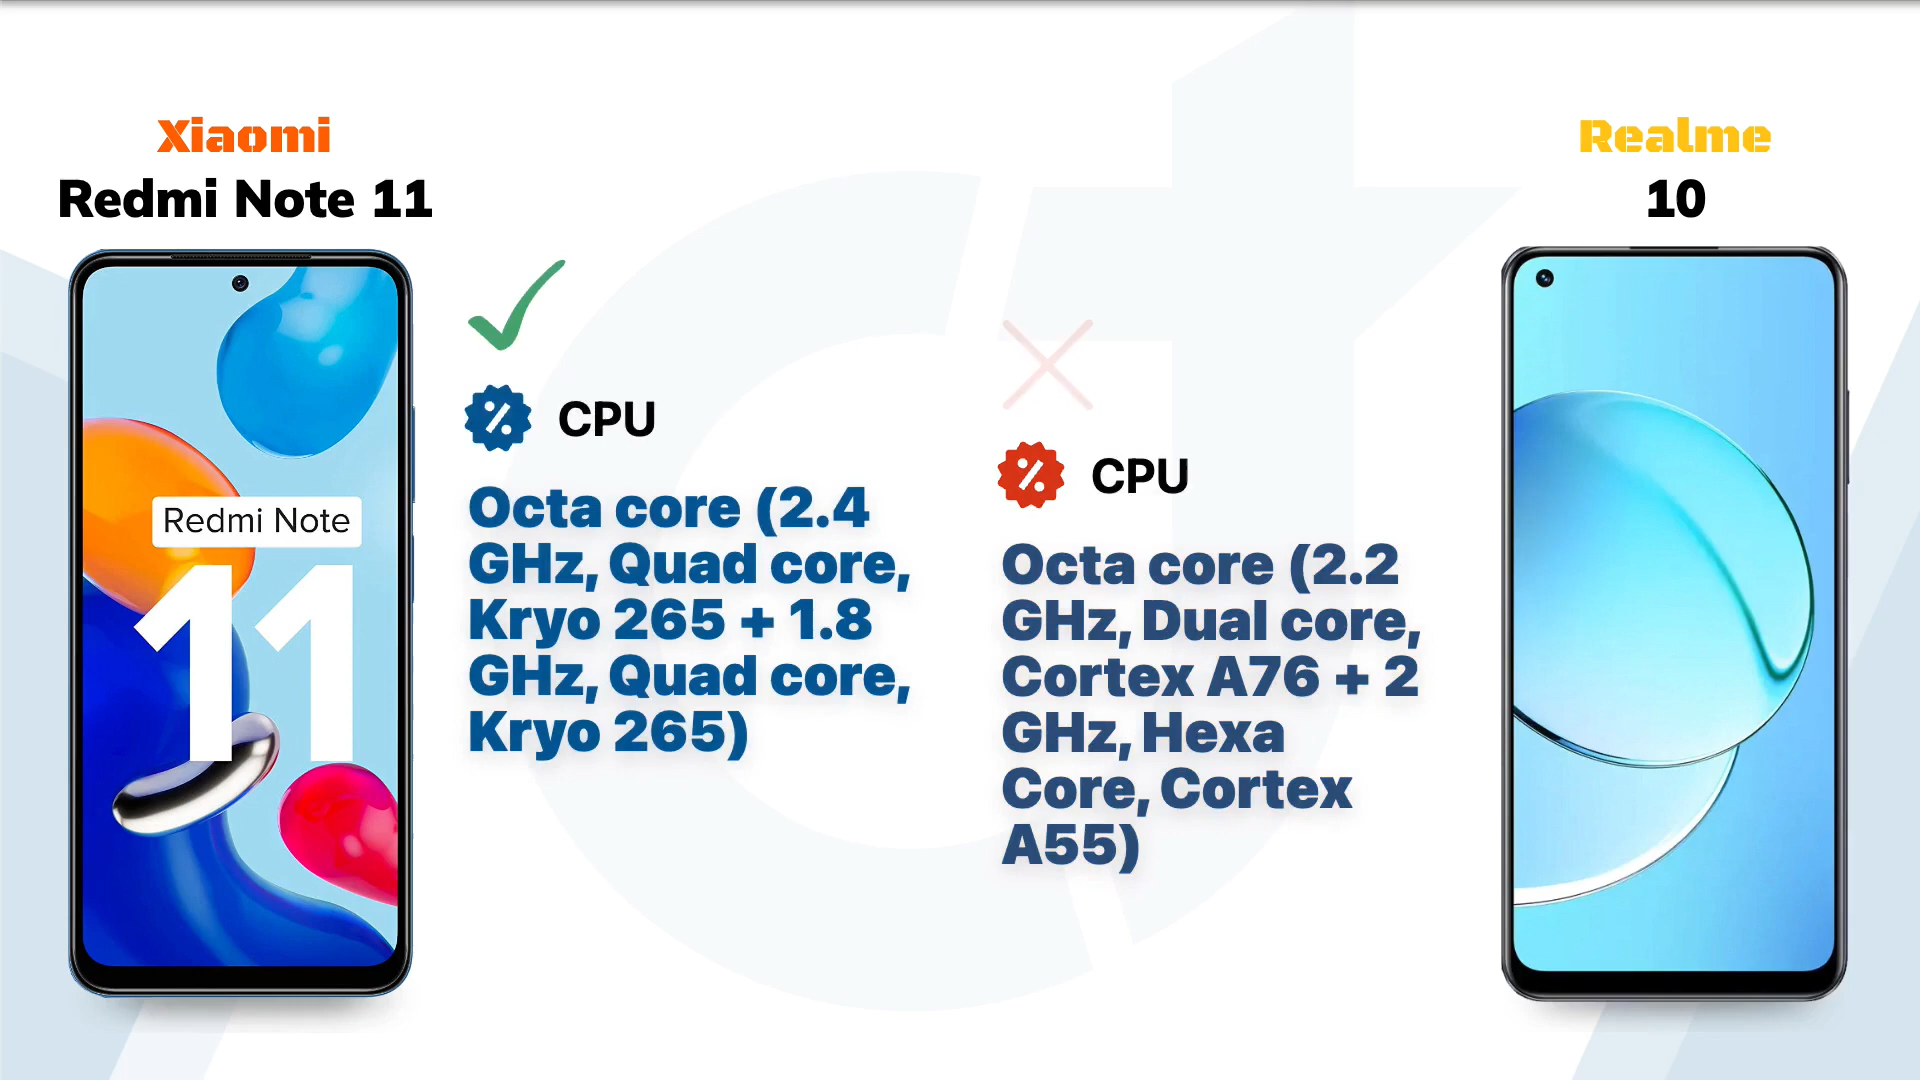 Xiaomi
Redmi Note 11
Redmi Note
11
CPU
Octa core (2.4
GHz, Quad core,
Kryo 265 + 1.8
GHz, Quad core,
Kryo 265)
CPU
Octa core (2.2
GHz, Dual core,
Cortex A76 + 2
GHz, Hexa
Core, Cortex
A55)
Realme
10